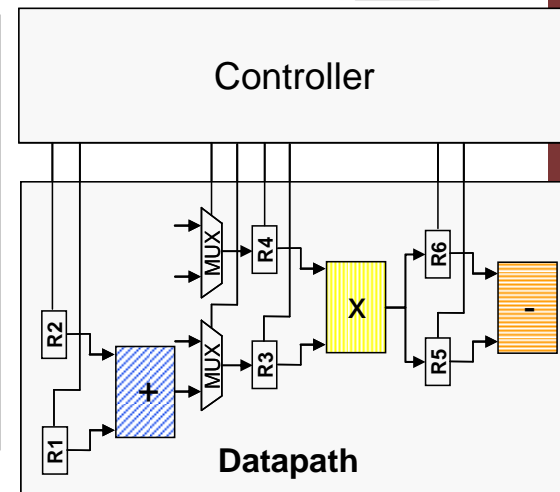 Controller
MUX
R4
R6
R2
X
-
MUX
R3
R5
+
R1
Datapath